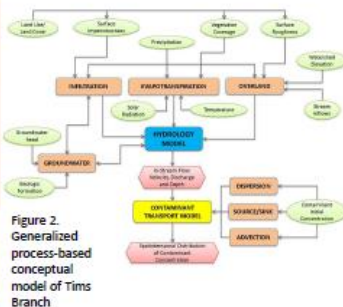 Land Use/
Land Cover
Surface
Imperviousness
Vegetation
Coverage
Surface
Roughness
Precipitation
Watershed
Elevation
INFILTRATION
EVAPOTRANSPIRATION
OVERLAND
Solar
Radiation
Temperature
Stream
Inflows
Groundwater
head
HYDROLOGY
MODEL
GROUNDWATER
Geologic
Formation
In-Stream Flow
Velocity, Discharge
and Depth
DISPERSION
CONTAMINANT
TRANSPORT MODEL
SOURCE/SINK
Contaminant
Initial
Concentration
ADVECTION
Spatiotemporal Distribution
of Contaminant
Concentration
Figure 2.
Generalized
process-based
conceptual
model of Tims
Branch